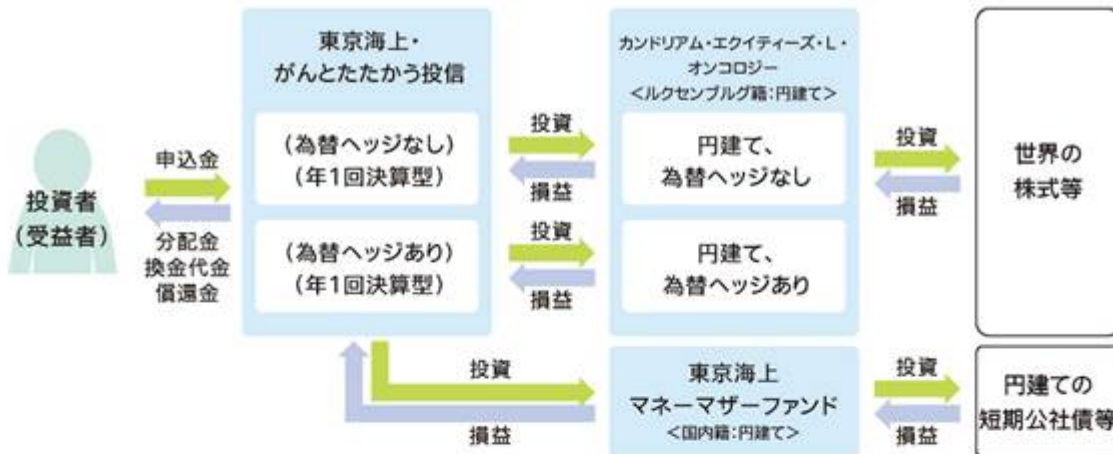 投資者
（受益者）
申込金
分配金
換金代金
償還金
東京海上・
がんとたたかう投信
（為替ヘッジなし）
（年1回決算型）
（為替ヘッジあり）
（年1回決算型）
投資
損益
投資
損益
カンドリアム・エクイティーズ・L・
オンコロジー
<ルクセンブルグ籍:円建て>
円建て、
為替ヘッジなし
円建て、
為替ヘッジあり
投資
損益
世界の
株式等
投資
損益
東京海上
マネーマザーファンド
<国内籍:円建て>
投資
損益
円建ての
短期公社債等